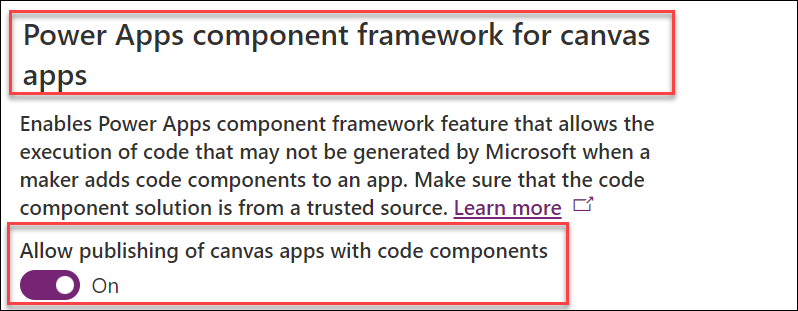 Power Apps component framework for canvas
apps
Enables Power Apps component framework feature that allows the
execution of code that may not be generated by Microsoft when a
maker adds code components to an app. Make sure that the code
component solution is from a trusted source. Learn more
Allow publishing of canvas apps with code components
On